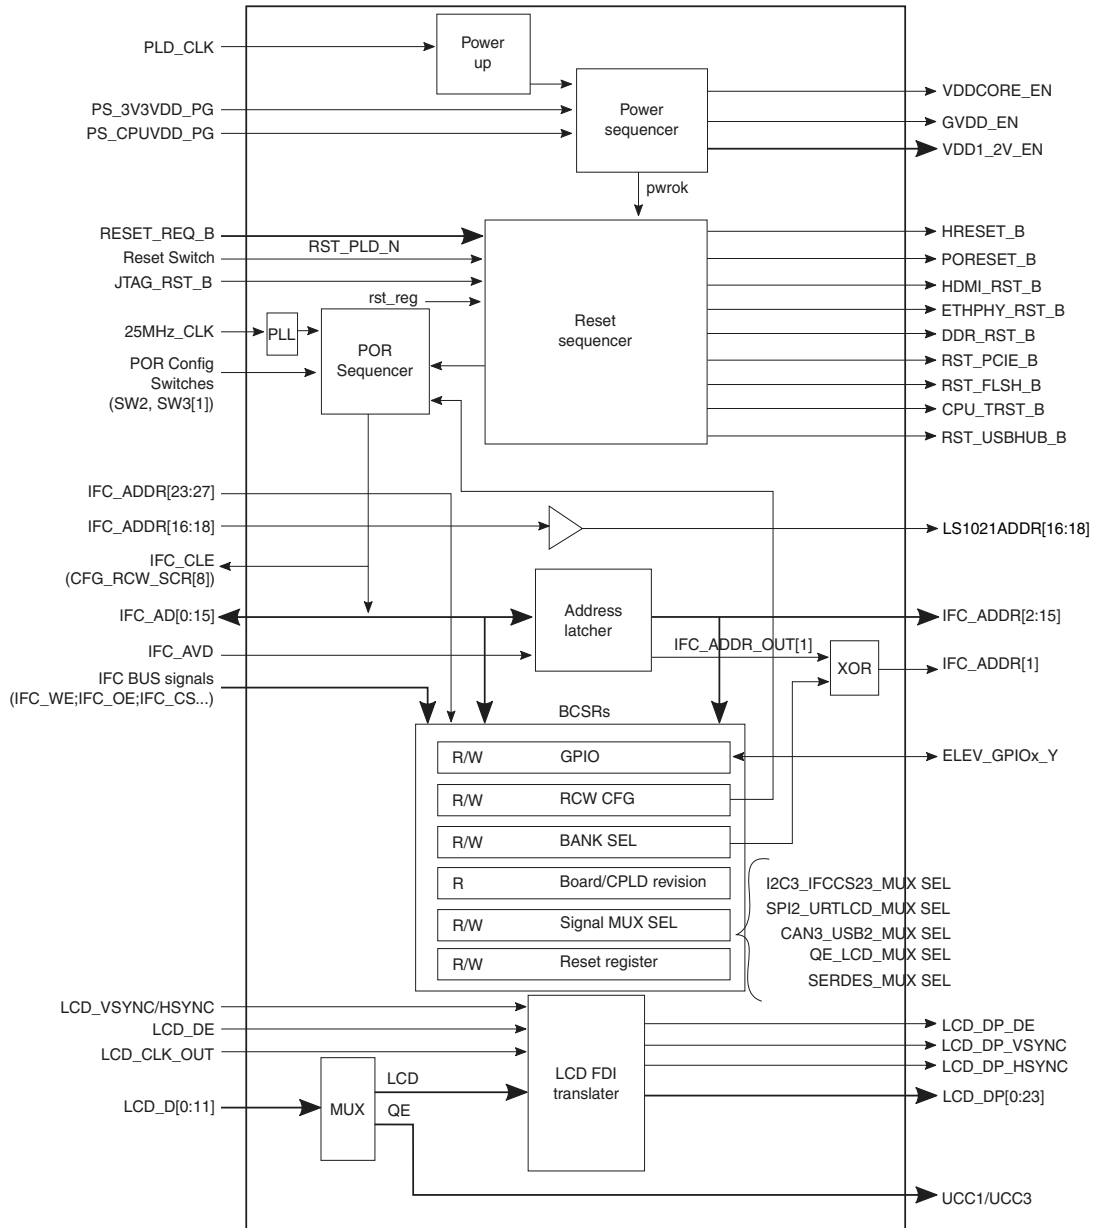 PLD_CLK
Power
up
PS_3V3VDD_PG
PS_CPUVDD_PG
Power
sequencer
VDDCORE_EN
GVDD_EN
VDD1_2V_EN
pwrok
RESET_REQ_B
RST_PLD_N
Reset Switch
JTAG_RST_B
rst_reg
25MHz_CLK
PLL
POR
Sequencer
POR Config
Switches
(SW2, SW3[1])
Reset
sequencer
HRESET_B
PORESET_B
HDMI_RST_B
ETHPHY_RST_B
DDR_RST_B
RST_PCIE_B
RST_FLSH_B
CPU_TRST_B
RST_USBHUB_B
IFC_ADDR[23:27]
IFC_ADDR[16:18]
LS1021ADDR[16:18]
IFC_CLE
(CFG_RCW_SCR[8])
IFC_AD[0:15]
Address
latcher
IFC_ADDR[2:15]
IFC_AVD
IFC_ADDR_OUT[1]
XOR
IFC_ADDR[1]
IFC BUS signals
(IFC_WE;IFC_OE;IFC_CS...)
BCSRs
R/W GPIO
ELEV_GPIOx_Y
R/W RCW CFG
R/W BANK SEL
R Board/CPLD revision
R/W Signal MUX SEL
R/W Reset register
I2C3_IFCCS23_MUX SEL
SPI2_URTLCD_MUX SEL
CAN3_USB2_MUX SEL
QE_LCD_MUX SEL
SERDES_MUX SEL
LCD_VSYNC/HSYNC
LCD_DE
LCD_CLK_OUT
LCD_D[0:11]
MUX
LCD
QE
LCD FDI
translater
LCD_DP_DE
LCD_DP_VSYNC
LCD_DP_HSYNC
LCD_DP[0:23]
UCC1/UCC3